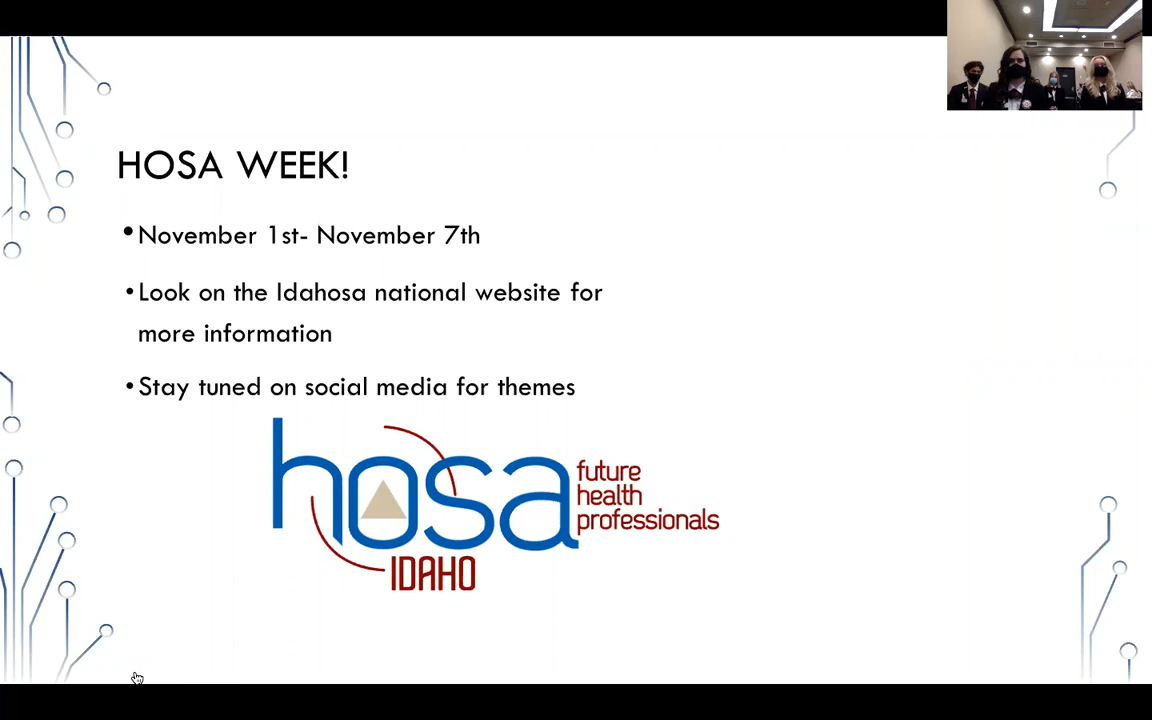 HOSA WEEK!
•November 1st- November 7th
•Look on the Idahosa national website for
more information
•Stay tuned on social media for themes
hosa
future
health
professionals
IDAHO